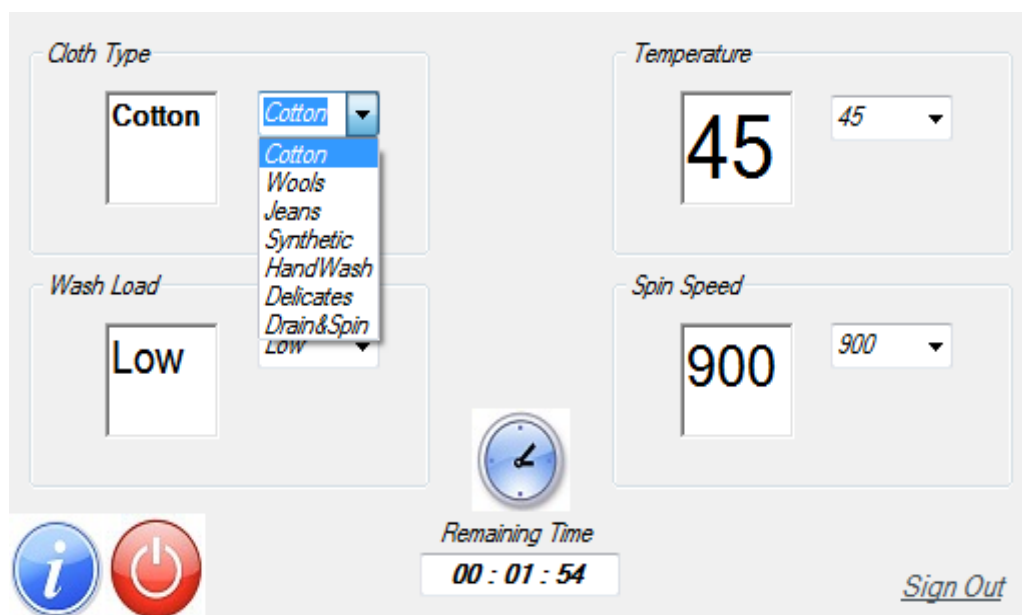 Cloth Type
Cotton
Cotton
Cotton
Wools
Jeans
Synthetic
HandWash
Delicates
Drain&Spin
Temperature
45
45
Wash Load
Low
Low
Spin Speed
900
900
Remaining Time
00 : 01 : 54
i
Sign Out